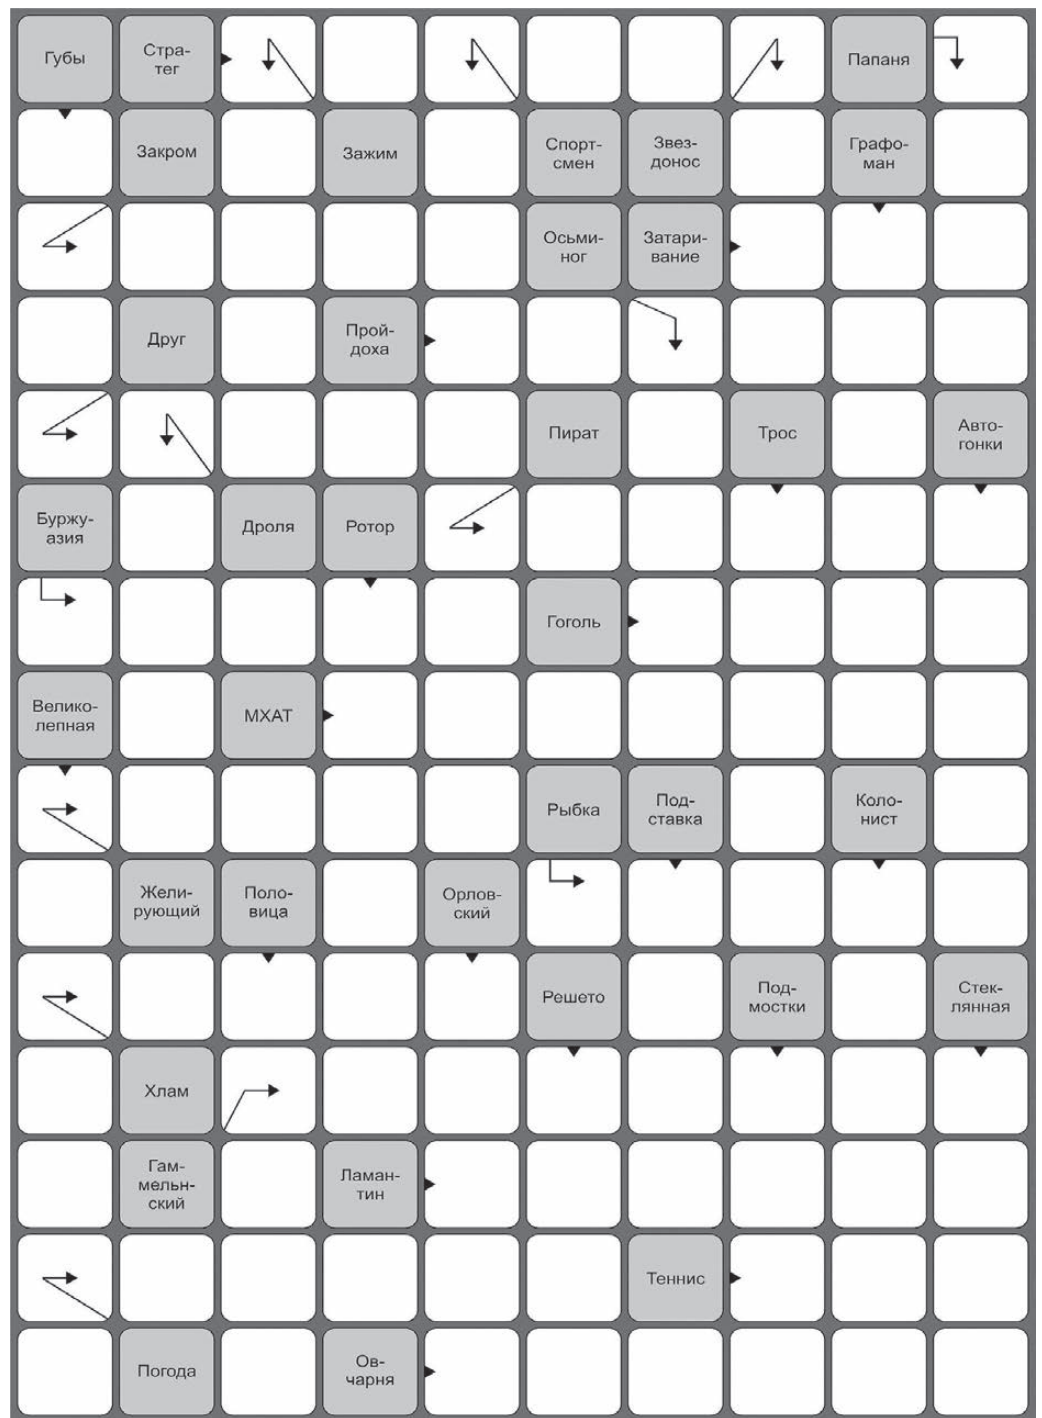 Губы
Стра-
тег
Папаня
Закром
Зажим
Спорт-
смен
Звез-
донос
Графо-
ман
Осьми-
ног
Затари-
вание
Друг
Прой-
доха
Пират
Трос
Авто-
гонки
Буржу-
азия
Дроля
Ротор
Гоголь
Велико-
лепная
МХАТ
Рыбка
Под-
ставка
Коло-
нист
Жели-
рующий
Поло-
вица
Орлов-
ский
Решето
Под-
мостки
Стек-
лянная
Хлам
Гам-
мельн-
ский
Ламан-
тин
Теннис
Погода
Ов-
чарня